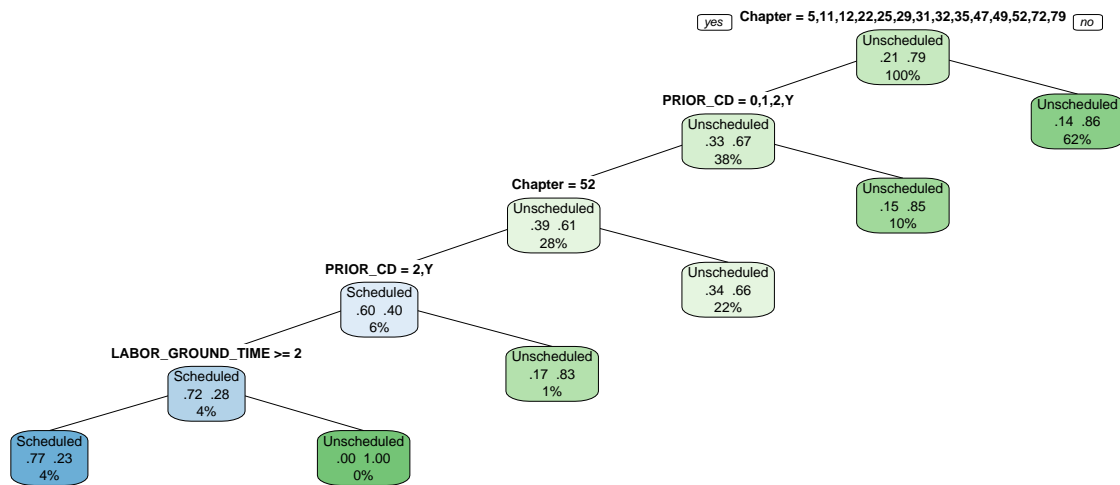 Chapter = 5,11,12,22,25,29,31,32,35,47,49,52,72,79
yes
no
Unscheduled
.21 .79
100%
PRIOR_CD = 0,1,2,Y
Unscheduled
.14 .86
62%
Unscheduled
.33 .67
38%
Chapter = 52
Unscheduled
.15 .85
10%
Unscheduled
.39 .61
28%
PRIOR_CD = 2,Y
Unscheduled
.34 .66
22%
Scheduled
.60 .40
6%
LABOR_GROUND_TIME >= 2
Unscheduled
.17 .83
1%
Scheduled
.72 .28
4%
Scheduled
.77 .23
4%
Unscheduled
.00 1.00
0%